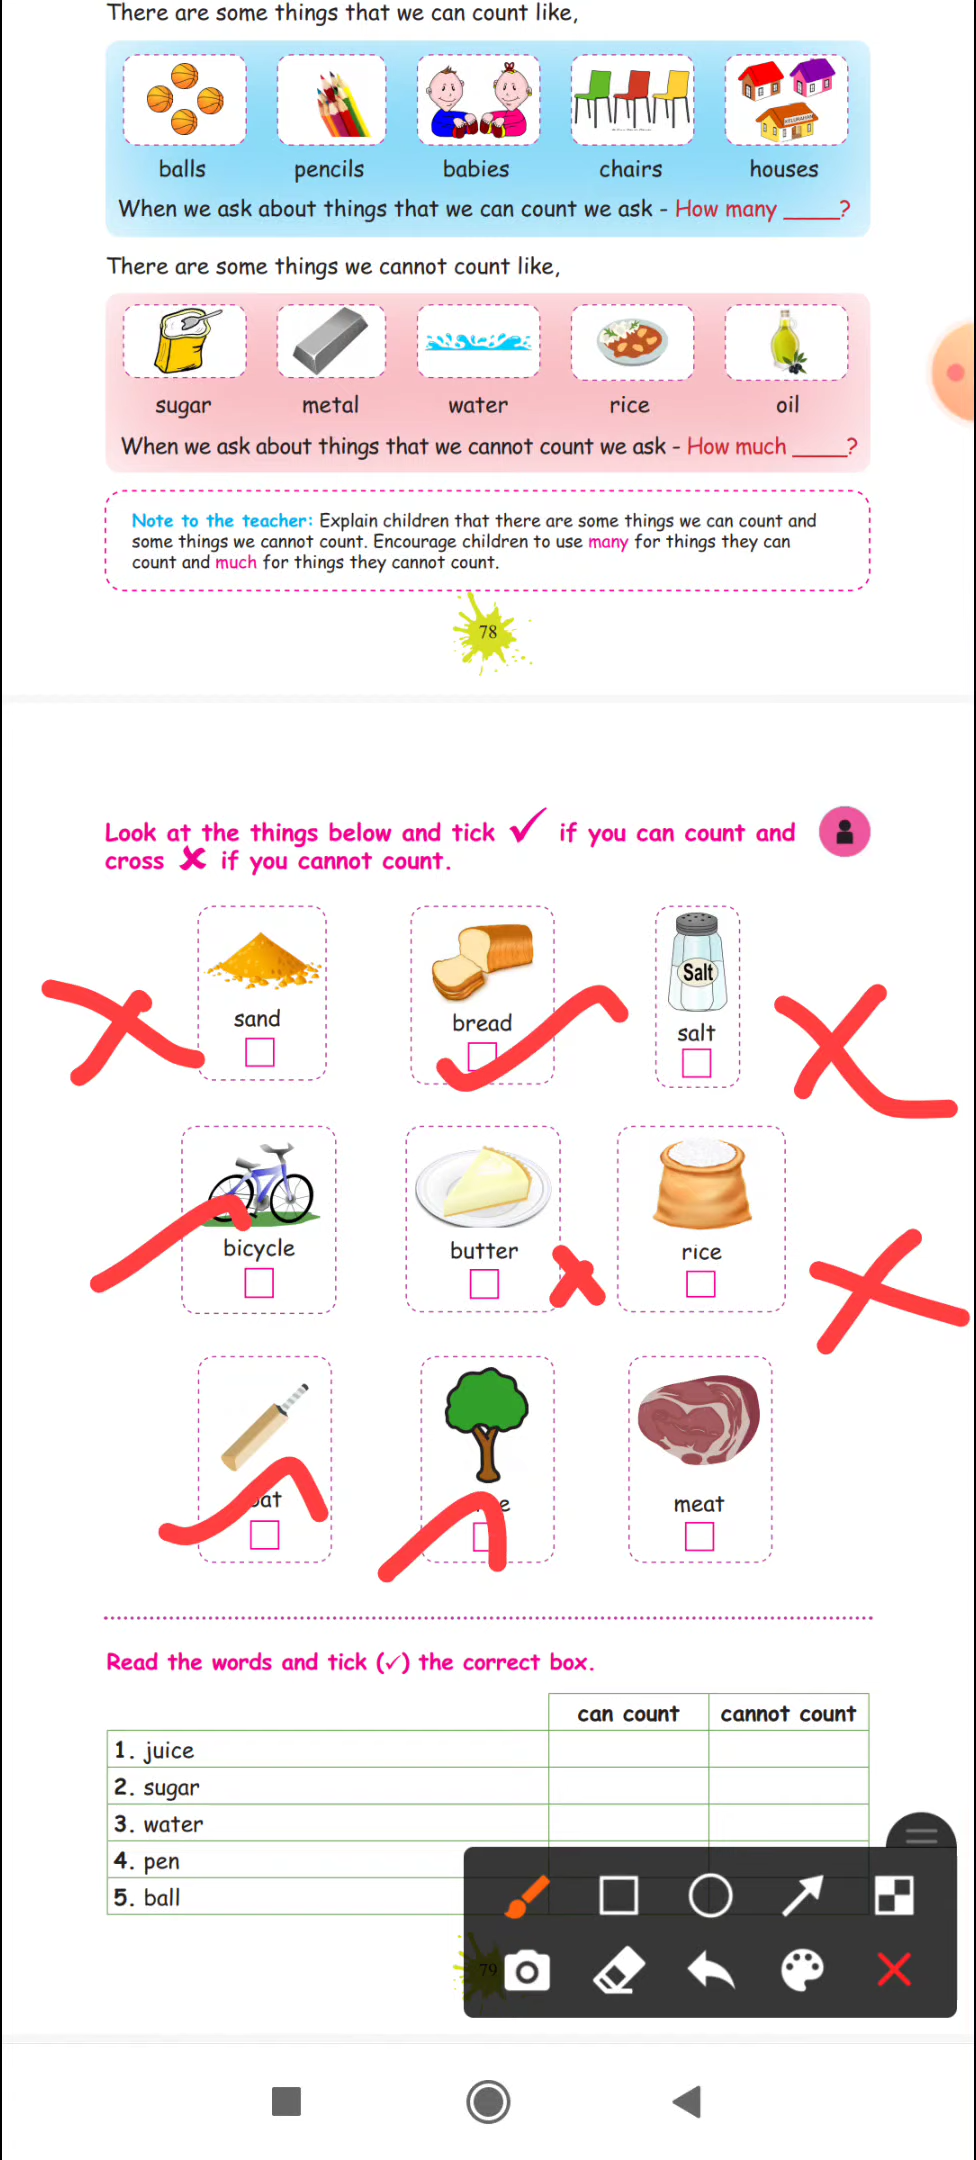 There are some things that we can count like,
balls pencils babies chairs houses
When we ask about things that we can count we ask - How many ____?
There are some things we cannot count like,
sugar metal water rice oil
When we ask about things that we cannot count we ask - How much ____?
Note to the teacher: Explain children that there are some things we can count and
some things we cannot count. Encourage children to use many for things they can
count and much for things they cannot count.
78
Look at the things below and tick ✓ if you can count and
cross ✗ if you cannot count.
Salt
sand bread salt
bicycle butter rice
meat
Read the words and tick (✓) the correct box.
can count cannot count
1. juice
2. sugar
3. water
4. pen
5. ball
79